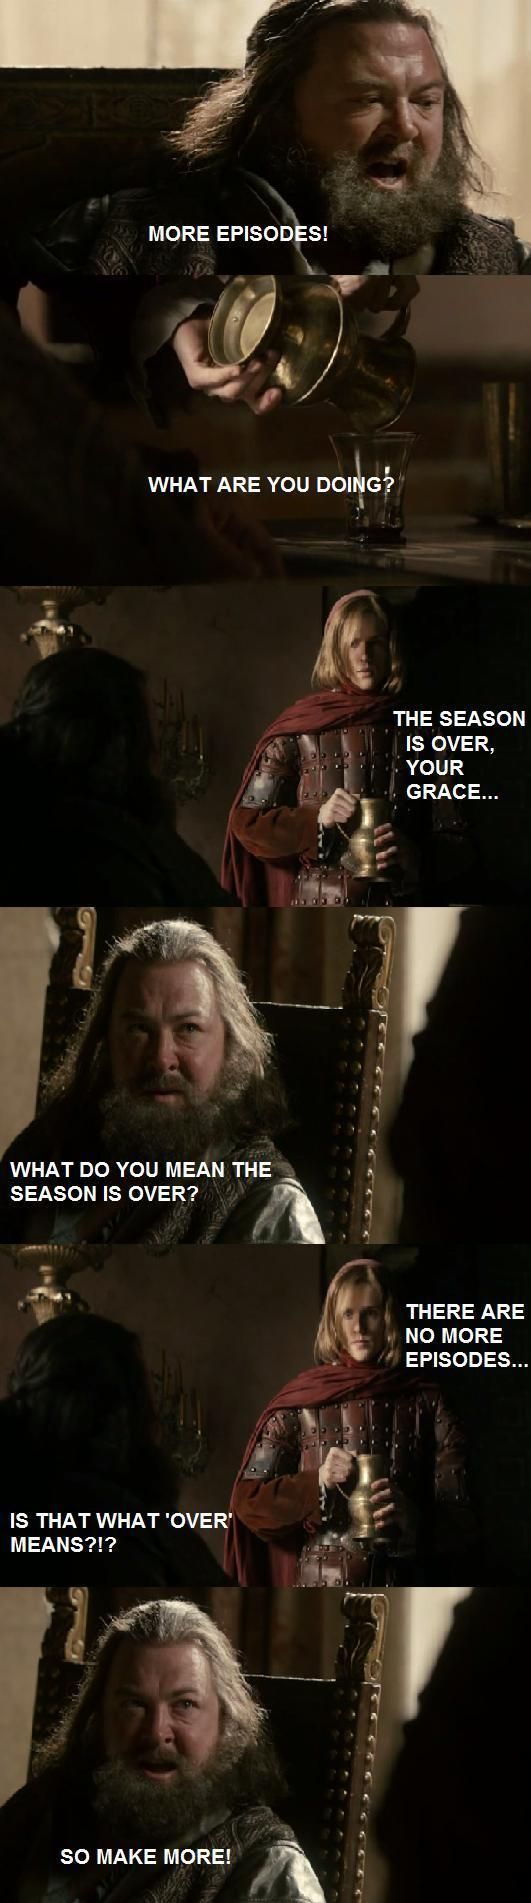 MORE EPISODES!
WHAT ARE YOU DOING?
THE SEASON
IS OVER,
YOUR
GRACE...
WHAT DO YOU MEAN THE
SEASON IS OVER?
THERE ARE
NO MORE
EPISODES...
IS THAT WHAT 'OVER'
MEANS?!?
SO MAKE MORE!